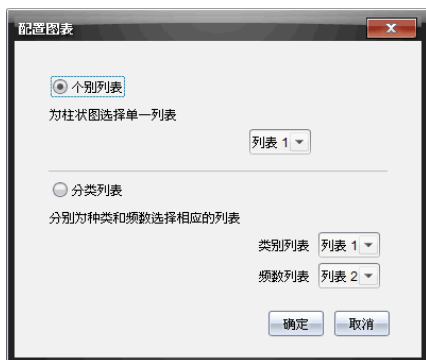 配置图表
个别列表
为柱状图选择单一列表
列表 1
分类列表
分别为种类和频数选择相应的列表
类别列表 列表 1
频数列表 列表 2
确定 取消